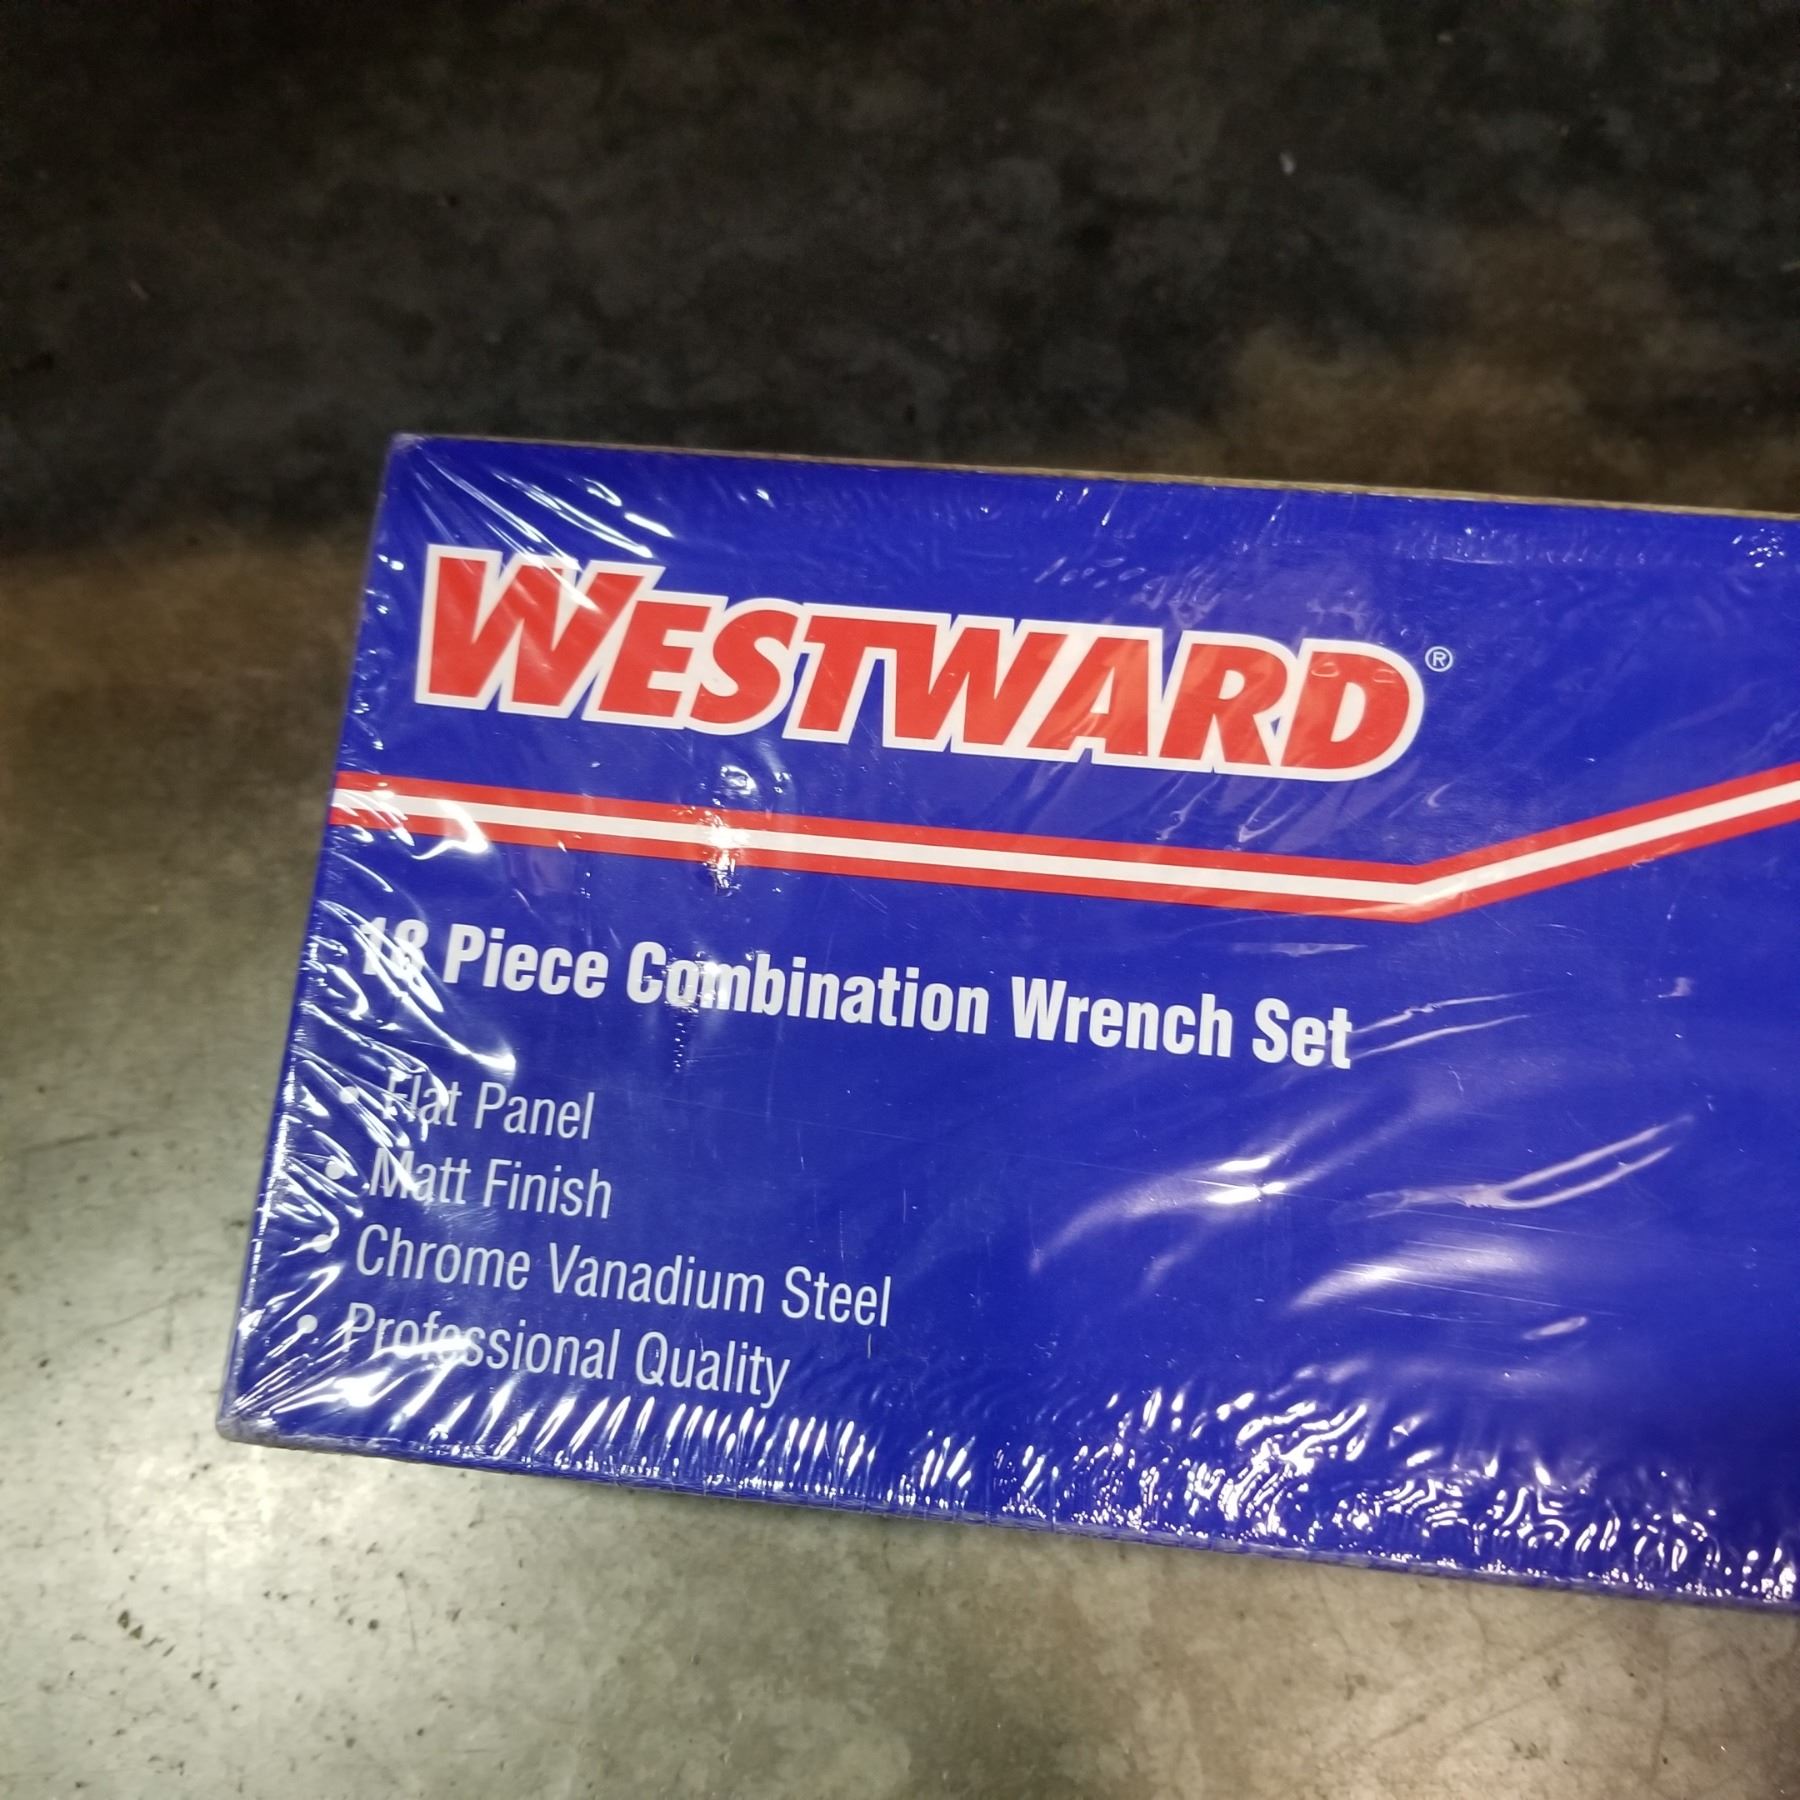 WESTWARD®
18 Piece Combination Wrench Set
• Flat Panel
• Matt Finish
• Chrome Vanadium Steel
• Professional Quality